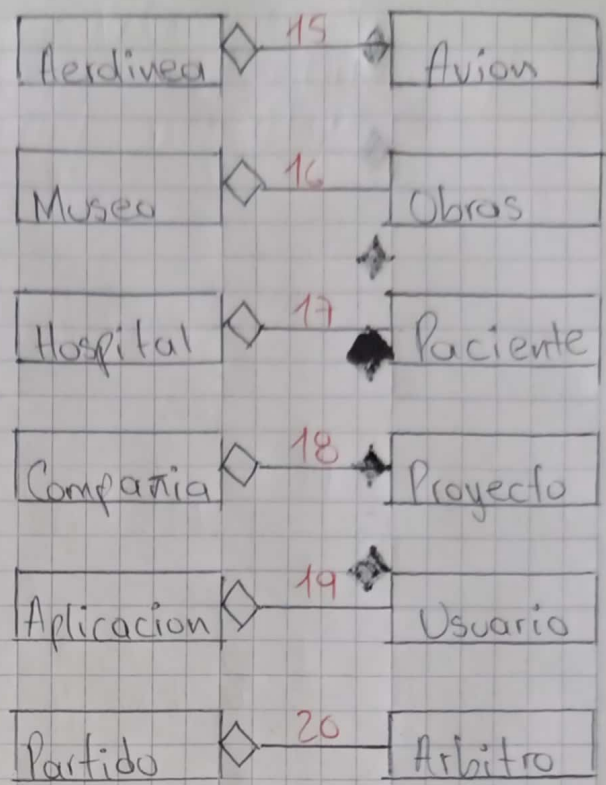 Aerolinea 15 Avion
Museo 16 Obras
Hospital 17 Paciente
Compañia 18 Proyecto
Aplicacion 19 Usuario
Partido 20 Arbitro